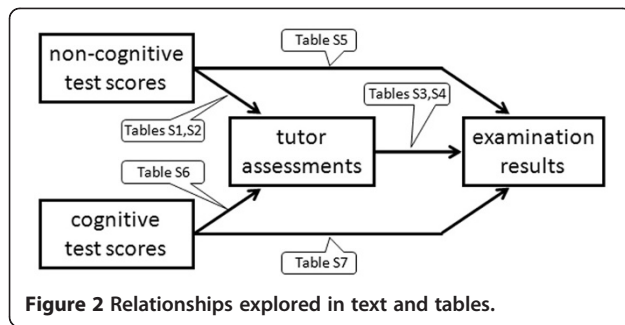 Table S5
non-cognitive
test scores
Tables S3,S4
Tables S1,S2
tutor
assessments
examination
results
Table S6
cognitive
test scores
Table S7
Figure 2 Relationships explored in text and tables.